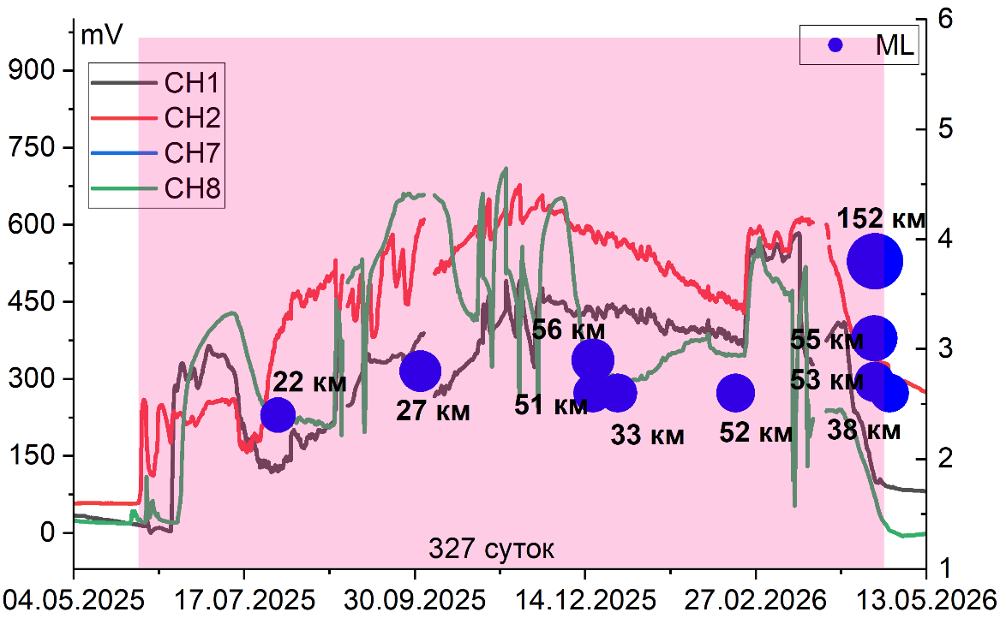 6
mV
ML
900
CH1
CH2
5
750
CH7
CH8
600
152 км
4
450
56 км
55 км
3
300
22 км
53 км
27 км
51 км
33 км
52 км
38 км
150
2
0
327 суток
1
04.05.2025
17.07.2025
30.09.2025
14.12.2025
27.02.2026
13.05.2026